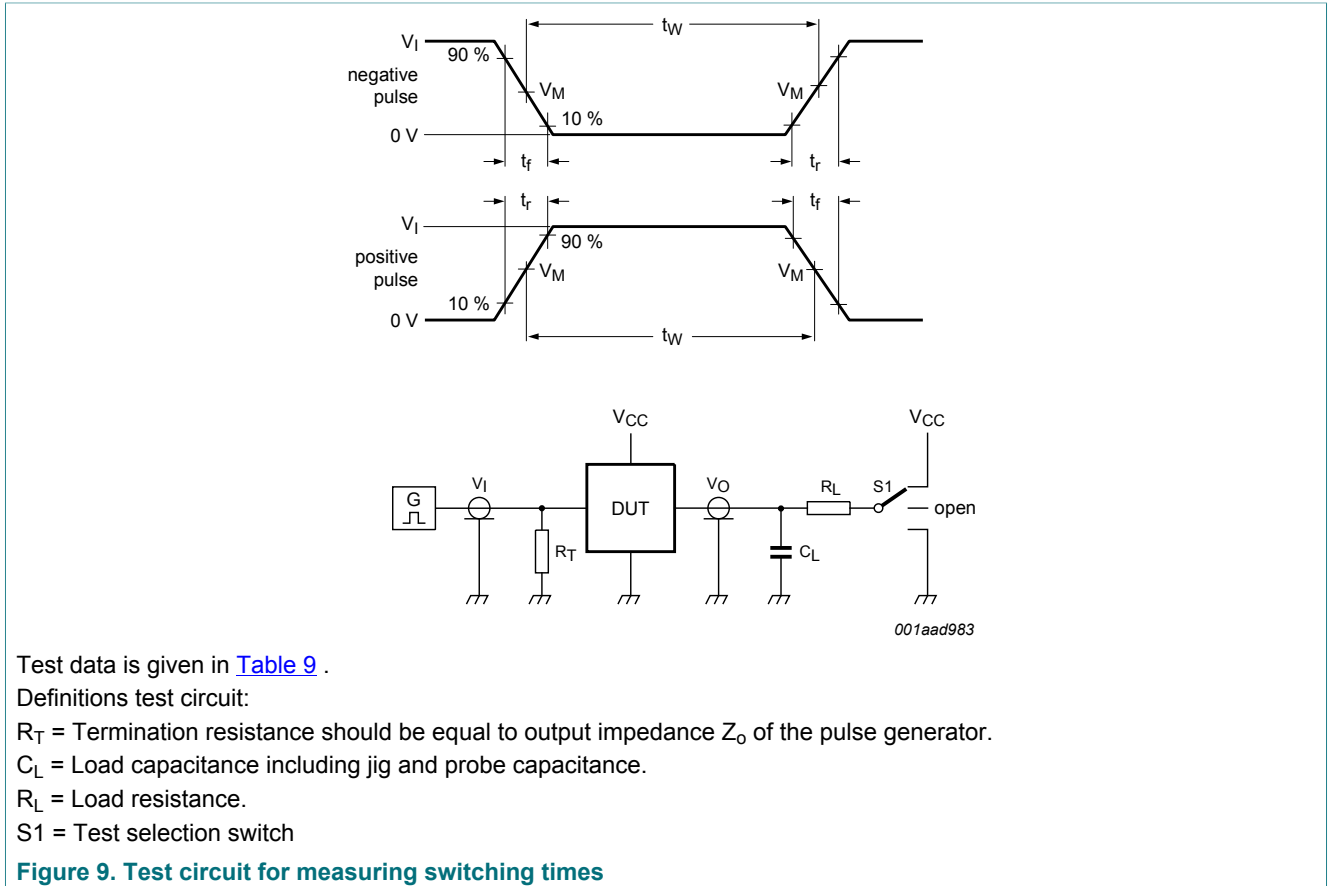 tW
VI
90 %
negative
pulse
VM
VM
10 %
0 V
tf
tr
tr
tf
VI
90 %
positive
pulse
VM
VM
10 %
0 V
tW
VCC
VCC
G
VI
DUT
VO
RL
S1
open
RT
CL
001aad983
Test data is given in Table 9 .
Definitions test circuit:
RT = Termination resistance should be equal to output impedance Zo of the pulse generator.
CL = Load capacitance including jig and probe capacitance.
RL = Load resistance.
S1 = Test selection switch
Figure 9. Test circuit for measuring switching times